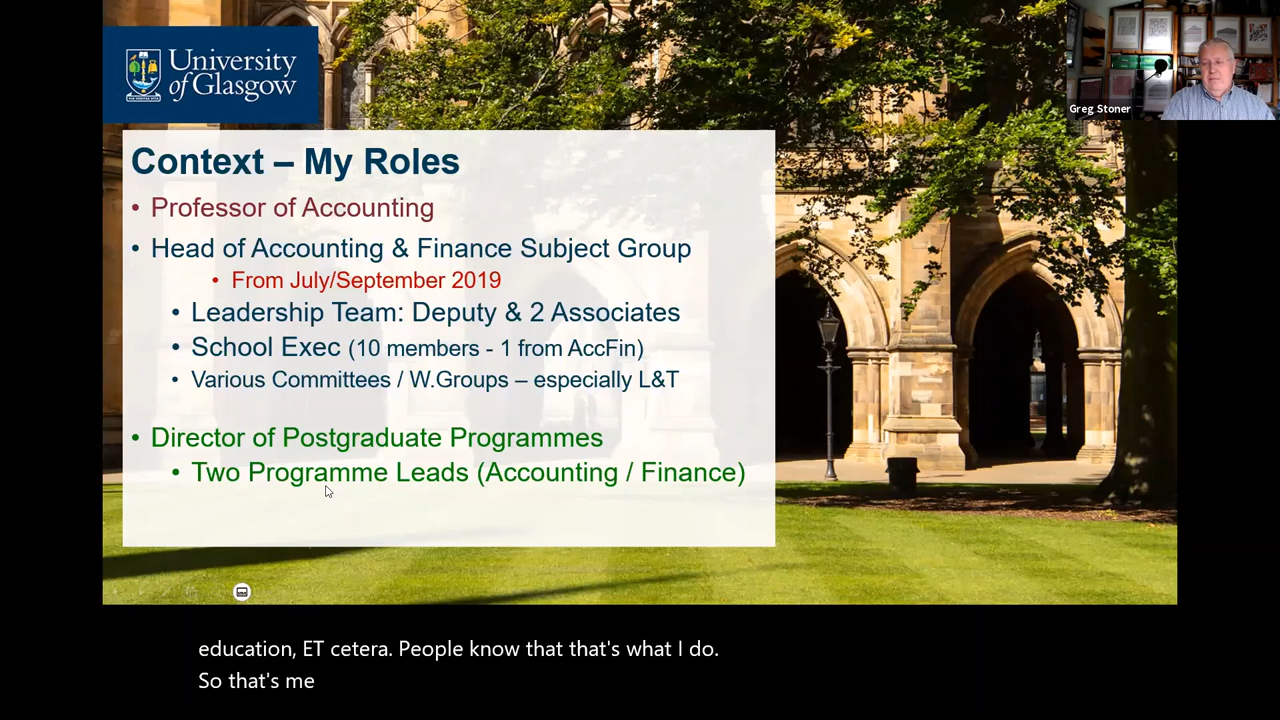 University
of Glasgow
Greg Stoner
Context – My Roles
• Professor of Accounting
• Head of Accounting & Finance Subject Group
• From July/September 2019
• Leadership Team: Deputy & 2 Associates
• School Exec (10 members - 1 from AccFin)
• Various Committees / W.Groups – especially L&T
• Director of Postgraduate Programmes
• Two Programme Leads (Accounting / Finance)
education, ET cetera. People know that that's what I do.
So that's me